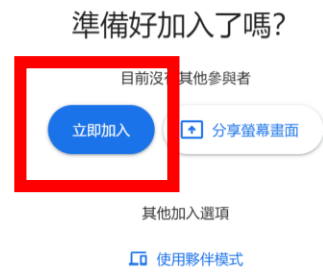 準備好加入了嗎?
目前沒有其他參與者
立即加入
分享螢幕畫面
其他加入選項
使用夥伴模式